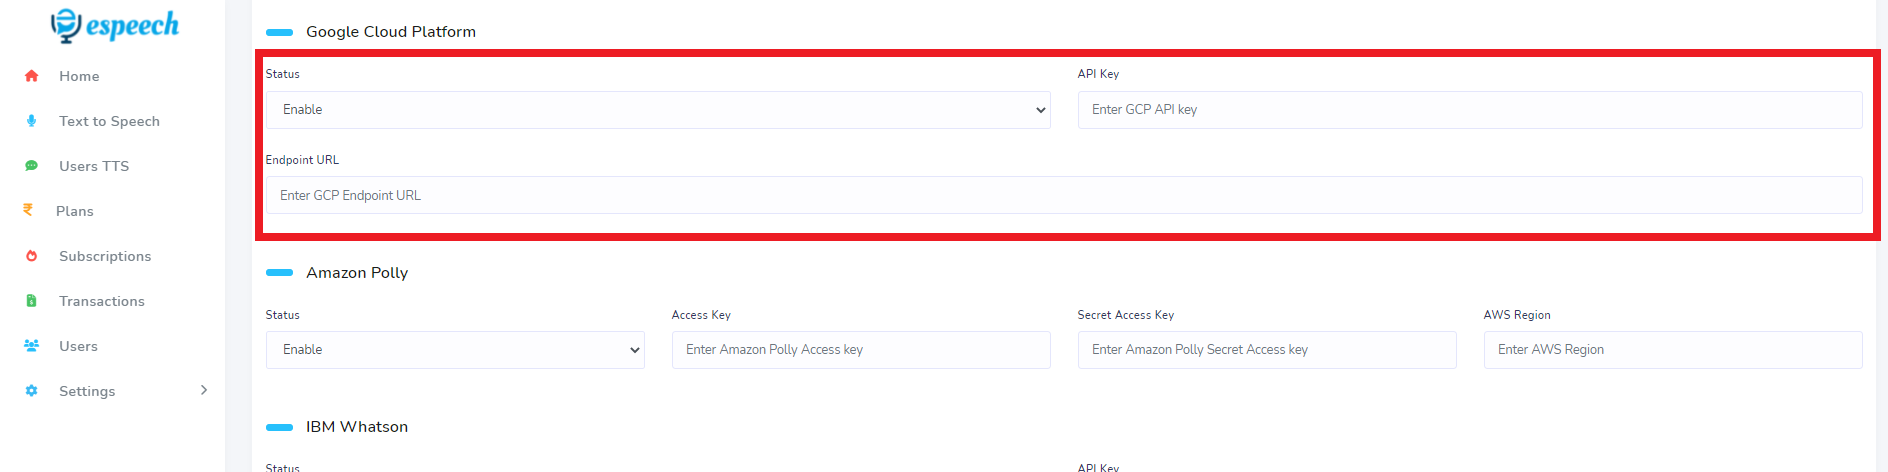 espeech
Home
Text to Speech
Users TTS
Plans
Subscriptions
Transactions
Users
Settings
Google Cloud Platform
Status
API Key
Enable
Enter GCP API key
Endpoint URL
Enter GCP Endpoint URL
Amazon Polly
Status
Access Key
Secret Access Key
AWS Region
Enable
Enter Amazon Polly Access key
Enter Amazon Polly Secret Access key
Enter AWS Region
IBM Whatson
Status
API Key